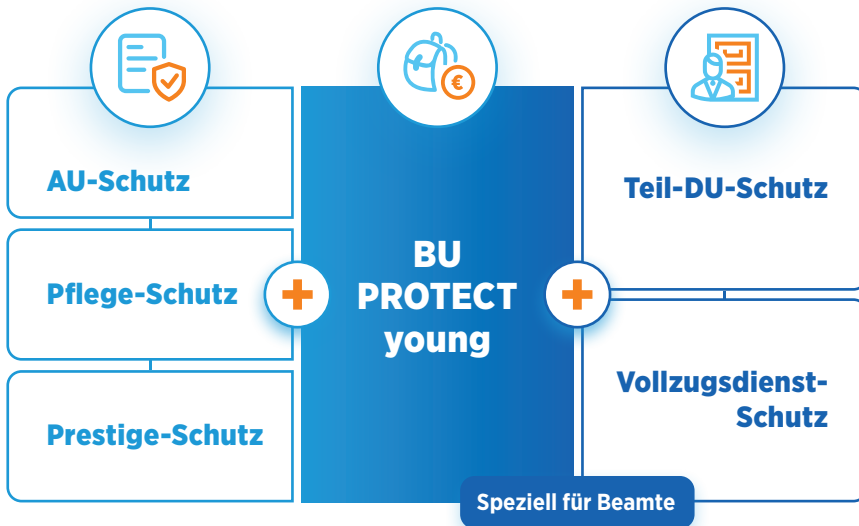 AU-Schutz
Pflege-Schutz
Prestige-Schutz
€
BU
PROTECT
young
Teil-DU-Schutz
Vollzugsdienst-
Schutz
Speziell für Beamte